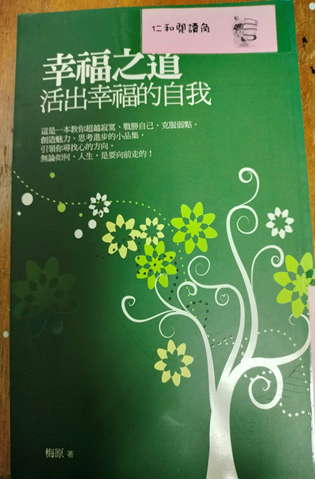 仁和閱讀角
幸福之道
活出幸福的自我
這是一本教你超越寂寞、戰勝自己、克服弱點，
創造魅力、思考進步的小品集，
引領你尋找心的方向。
無論如何，人生，是要向前走的！
梅原 著